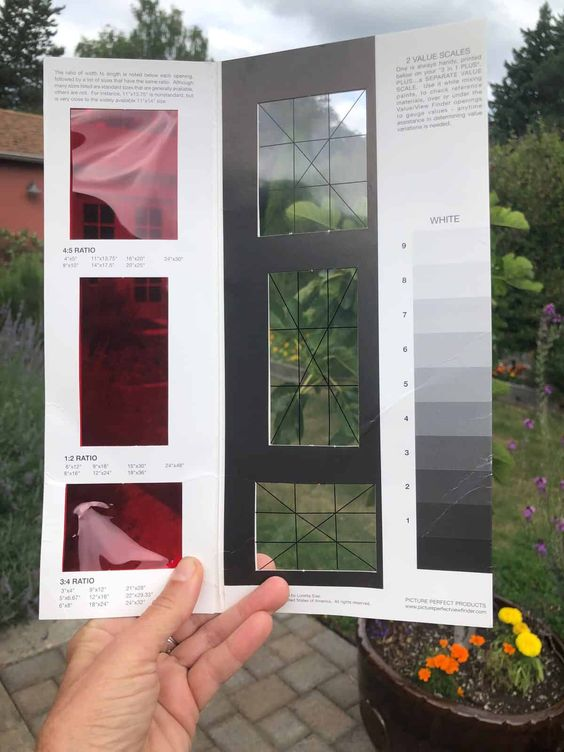 The ratio of width to length is noted below each opening,
followed by a list of sizes that have the same ratio. Although
many sizes listed are standard sizes that are generally available,
others are not. For instance, 11"x13.75" is nonstandard, but
is very close to the widely available 11"x14" size.
4:5 RATIO
4"x5" 11"x13.75" 16"x20" 24"x30"
8"x10" 14"x17.5" 20"x25"
1:2 RATIO
6"x12" 9"x18" 15"x30" 24"x48"
8"x16" 12"x24" 18"x36"
3:4 RATIO
3"x4" 9"x12" 21"x28"
5"x6.67" 12"x16" 22"x29.33"
6"x8" 18"x24" 24"x32"
2 VALUE SCALES
One is always handy, printed
below on your "3 in 1 PLUS".
PLUS...a SEPARATE VALUE
SCALE. Use it while mixing
paints, to check reference
materials, over or under the
Value/View Finder openings
to gauge values - anytime
assistance in determining value
variations is needed.
WHITE
9
8
7
6
5
4
3
2
1
by Loretta
United States of America. All rights reserved.
PICTURE PERFECT PRODUCTS
www.pictureperfectviewfinder.com